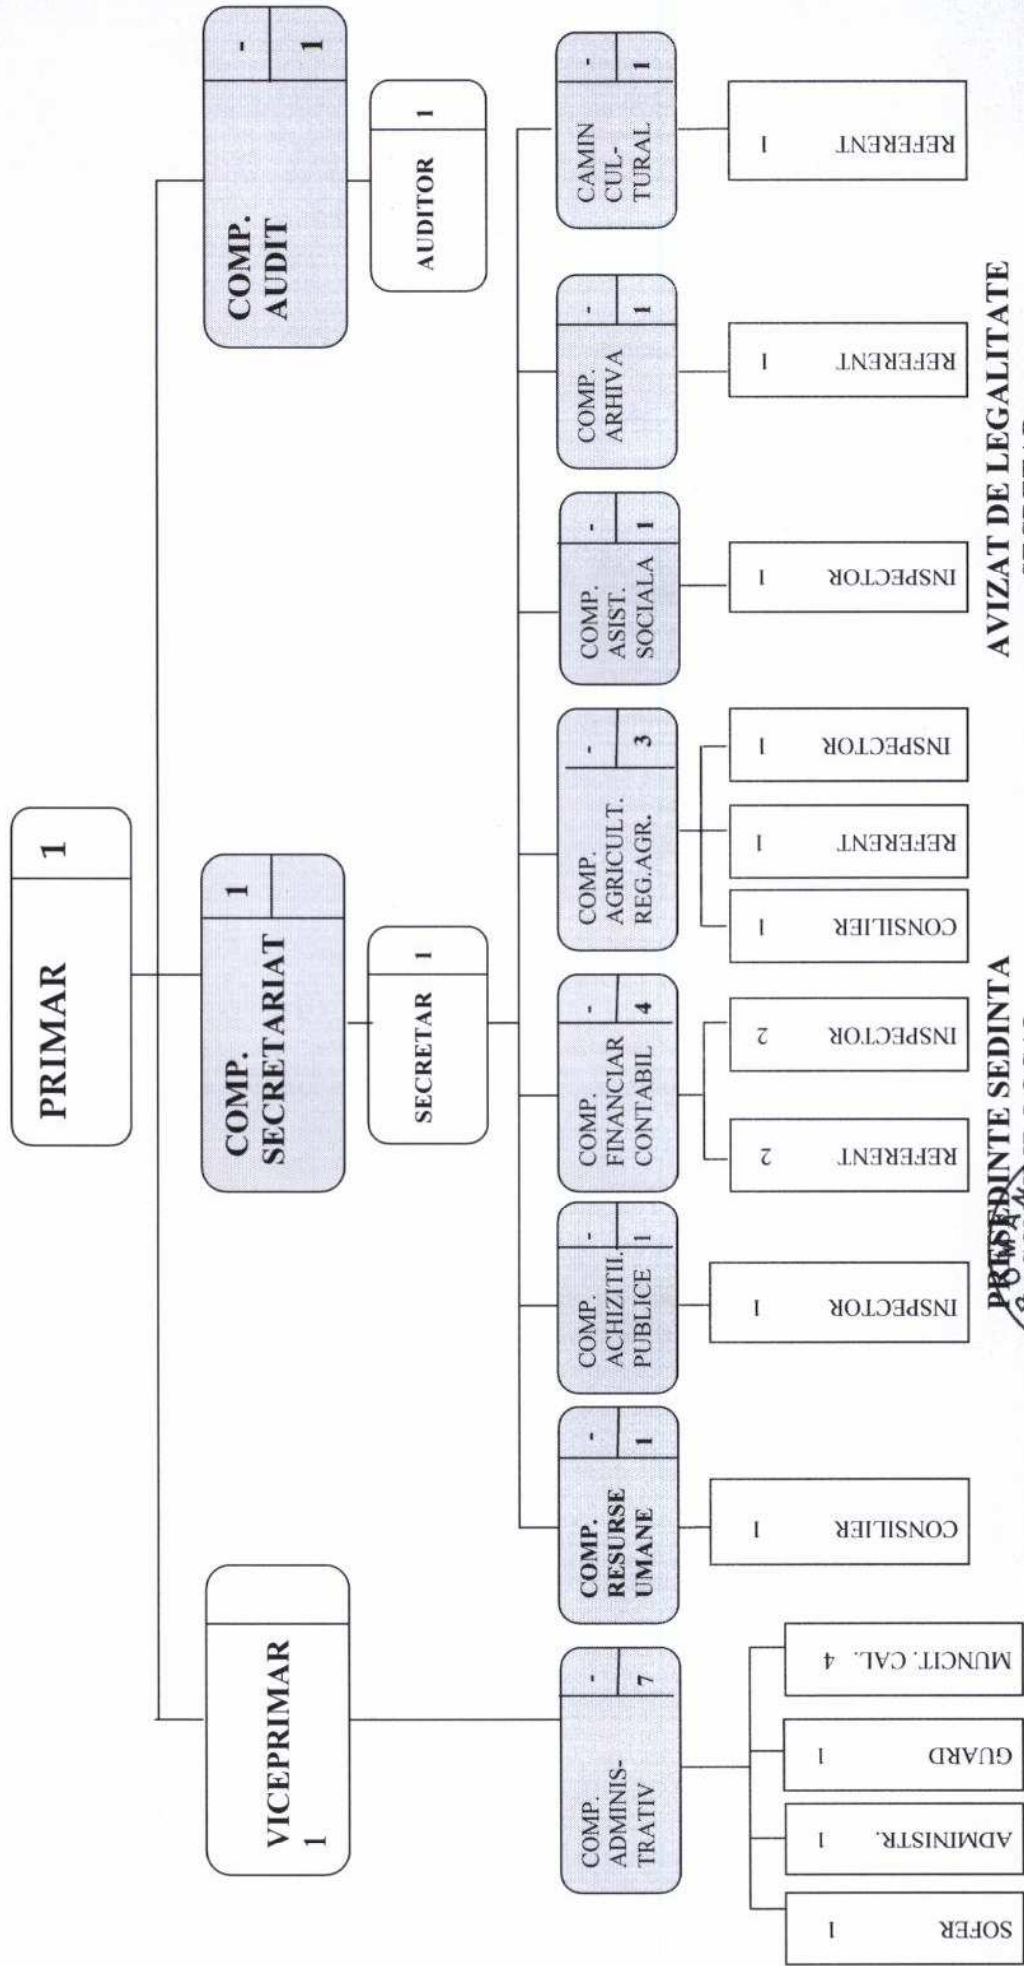 PRIMAR 1
VICEPRIMAR
1
COMP.
SECRETARIAT
1
COMP.
AUDIT
-
1
SECRETAR 1
AUDITOR 1
COMP.
ADMINIS-
TRATIV
-
7
COMP.
RESURSE
UMANE
-
1
COMP.
ACHIZITII.
PUBLICE
-
1
COMP.
FINANCIAR
CONTABIL
-
4
COMP.
AGRICULT.
REG.AGR.
-
3
COMP.
ASIST.
SOCIALA
-
1
COMP.
ARHIVA
-
1
CAMIN
CUL-
TURAL
-
1
SOFER 1
ADMINISTR. 1
GUARD 1
MUNCIT. CAL. 4
CONSILIER 1
INSPECTOR 1
REFERENT 2
INSPECTOR 2
CONSILIER 1
REFERENT 1
INSPECTOR 1
INSPECTOR 1
REFERENT 1
REFERENT 1
PRESEDINTE SEDINTA
AVIZAT DE LEGALITATE